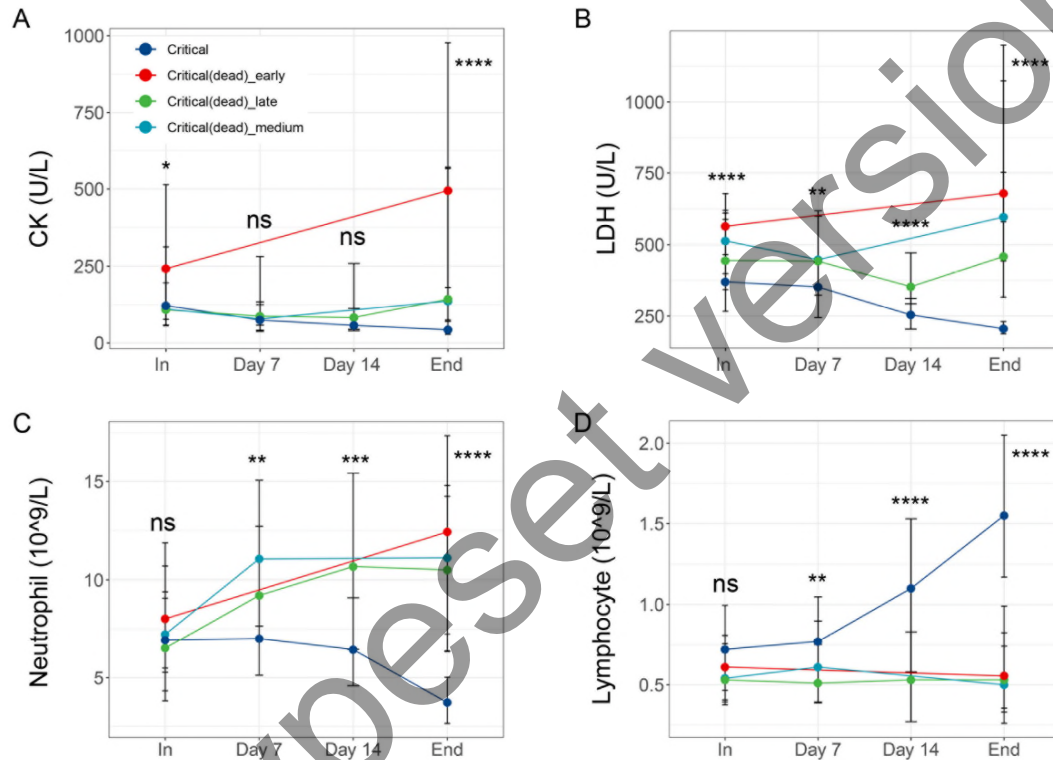 A
CK (U/L)
1000
750
500
250
0
Critical
Critical(dead)_early
Critical(dead)_late
Critical(dead)_medium
*
ns
ns
****
In
Day 7
Day 14
End
B
LDH (U/L)
1000
750
500
250
****
**
****
****
In
Day 7
Day 14
End
C
Neutrophil (10^9/L)
15
10
5
ns
**
***
****
In
Day 7
Day 14
End
D
Lymphocyte (10^9/L)
2.0
1.5
1.0
0.5
ns
**
****
****
In
Day 7
Day 14
End
peset version